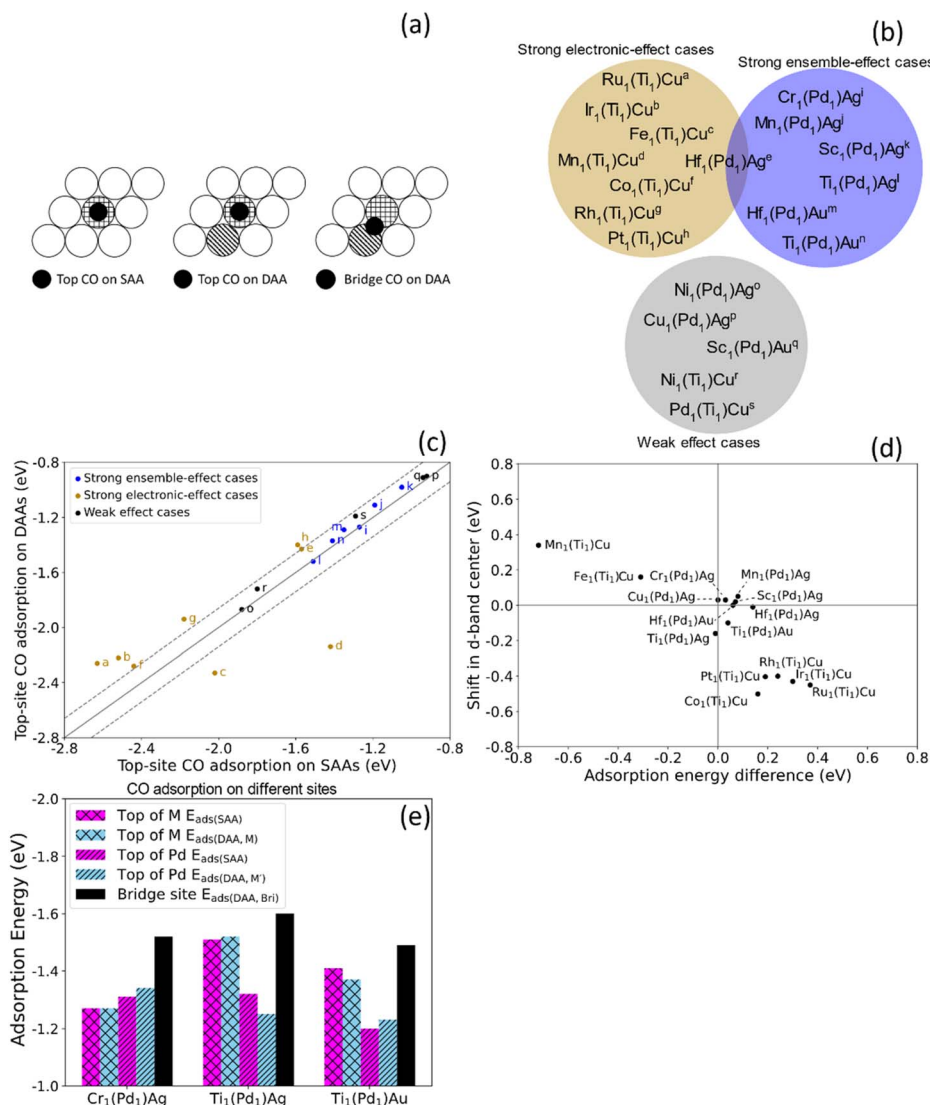 (a)
Top CO on SAA
Top CO on DAA
Bridge CO on DAA
(b)
Strong electronic-effect cases
Strong ensemble-effect cases
Ru₁(Ti₁)Cuᵃ
Ir₁(Ti₁)Cuᵇ
Fe₁(Ti₁)Cuᶜ
Mn₁(Ti₁)Cuᵈ
Hf₁(Pd₁)Agᵉ
Co₁(Ti₁)Cuᶠ
Rh₁(Ti₁)Cuᵍ
Pt₁(Ti₁)Cuʰ
Cr₁(Pd₁)Agⁱ
Mn₁(Pd₁)Agʲ
Sc₁(Pd₁)Agᵏ
Ti₁(Pd₁)Agˡ
Hf₁(Pd₁)Auᵐ
Ti₁(Pd₁)Auⁿ
Ni₁(Pd₁)Agᵒ
Cu₁(Pd₁)Agᵖ
Sc₁(Pd₁)Au^q
Ni₁(Ti₁)Cuʳ
Pd₁(Ti₁)Cuˢ
Weak effect cases
(c)
Top-site CO adsorption on DAAs (eV)
-0.8
-1.2
-1.6
-2.0
-2.4
-2.8
Strong ensemble-effect cases
Strong electronic-effect cases
Weak effect cases
q
p
k
j
s
m
i
n
h
e
l
r
o
g
d
a
b
f
c
-2.8
-2.4
-2.0
-1.6
-1.2
-0.8
Top-site CO adsorption on SAAs (eV)
(d)
Shift in d-band center (eV)
0.8
0.6
0.4
0.2
0.0
-0.2
-0.4
-0.6
-0.8
Mn₁(Ti₁)Cu
Fe₁(Ti₁)Cu
Cr₁(Pd₁)Ag
Mn₁(Pd₁)Ag
Cu₁(Pd₁)Ag
Sc₁(Pd₁)Ag
Hf₁(Pd₁)Au
Hf₁(Pd₁)Ag
Ti₁(Pd₁)Ag
Ti₁(Pd₁)Au
Rh₁(Ti₁)Cu
Pt₁(Ti₁)Cu
Ir₁(Ti₁)Cu
Co₁(Ti₁)Cu
Ru₁(Ti₁)Cu
-0.8
-0.6
-0.4
-0.2
0.0
0.2
0.4
0.6
0.8
Adsorption energy difference (eV)
CO adsorption on different sites
(e)
Adsorption Energy (eV)
-2.0
-1.8
-1.6
-1.4
-1.2
-1.0
Top of M E_ads(SAA)
Top of M E_ads(DAA, M)
Top of Pd E_ads(SAA)
Top of Pd E_ads(DAA, M')
Bridge site E_ads(DAA, Bri)
Cr₁(Pd₁)Ag
Ti₁(Pd₁)Ag
Ti₁(Pd₁)Au